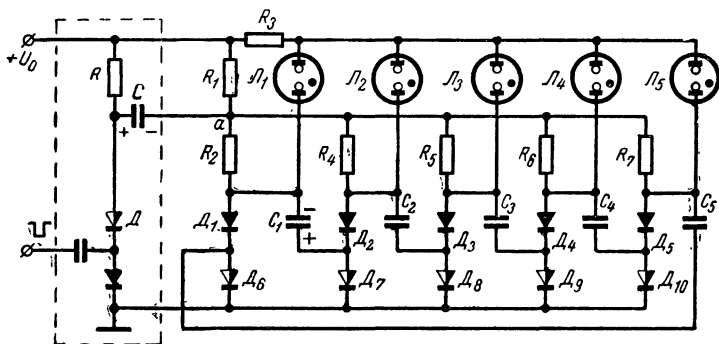 R₃
+U₀
R
C
+ −
a
R₁
R₂
Л₁
Л₂
Л₃
Л₄
Л₅
R₄
R₅
R₆
R₇
Д
Д₁
C₁
−
+
Д₂
C₂
Д₃
C₃
Д₄
C₄
Д₅
C₅
Д₆
Д₇
Д₈
Д₉
Д₁₀